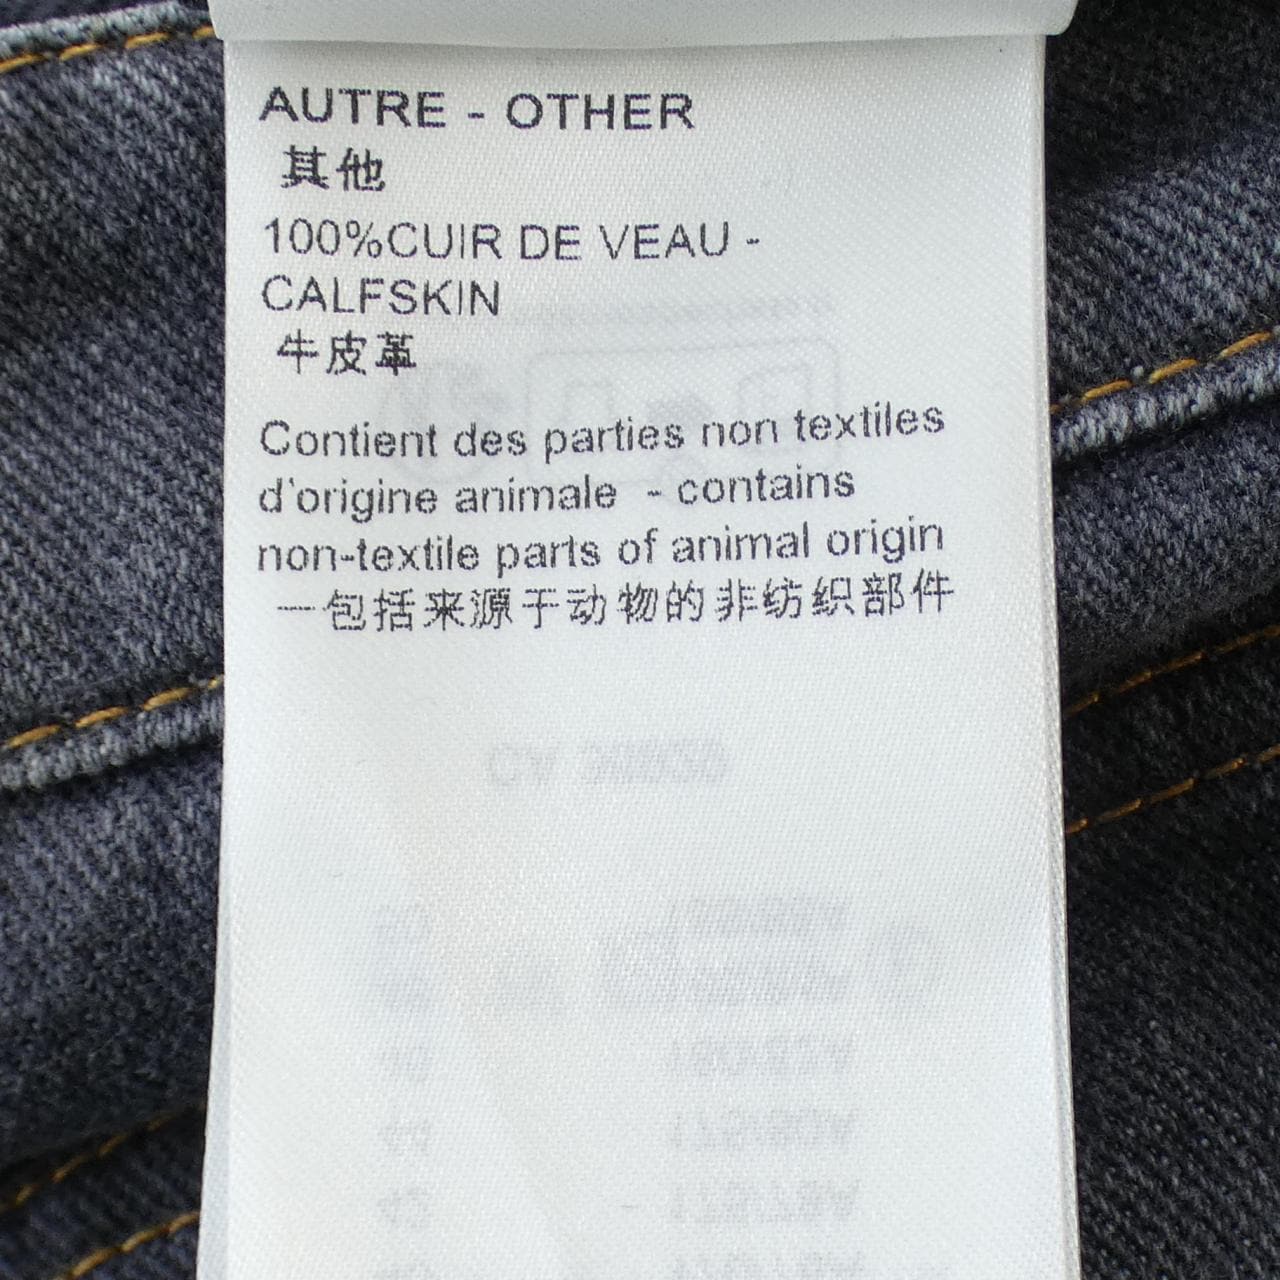 AUTRE - OTHER
其他
100%CUIR DE VEAU -
CALFSKIN
牛皮革
Contient des parties non textiles
d'origine animale - contains
non-textile parts of animal origin
一包括来源于动物的非纺织部件